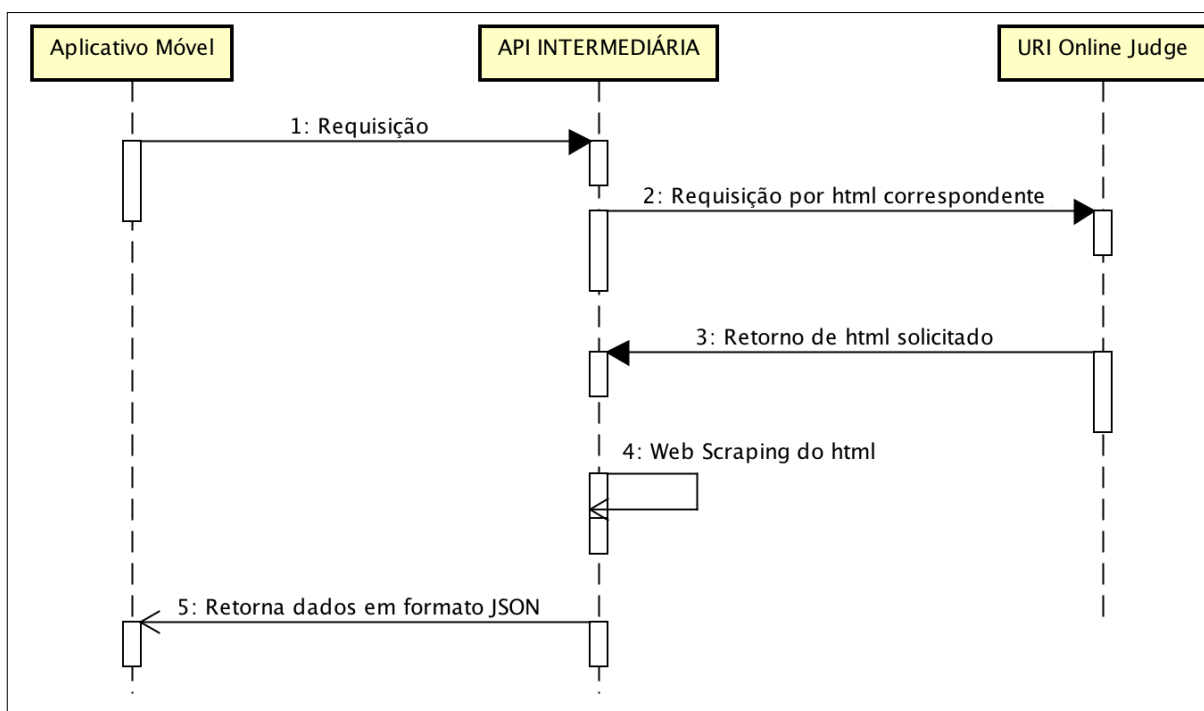 Aplicativo Móvel
API INTERMEDIÁRIA
URI Online Judge
1: Requisição
2: Requisição por html correspondente
3: Retorno de html solicitado
4: Web Scraping do html
5: Retorna dados em formato JSON